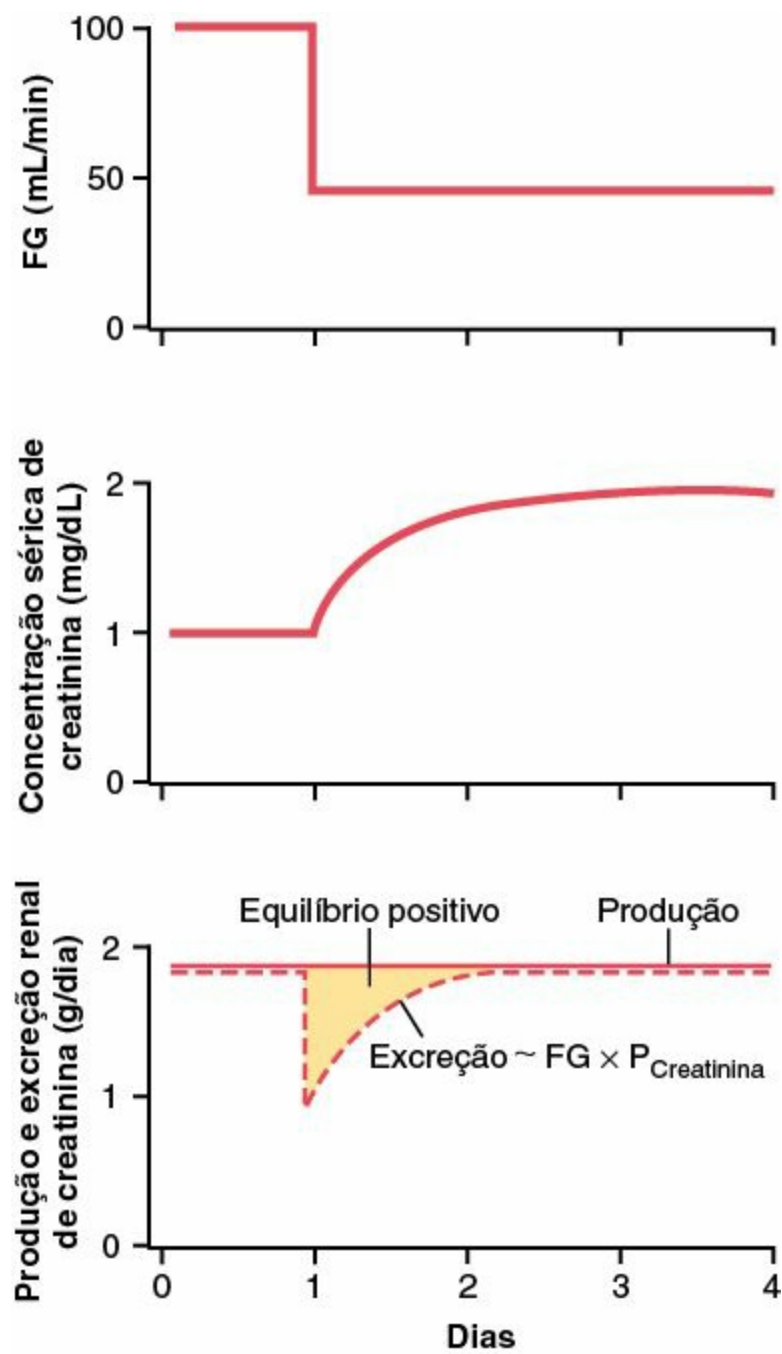 FG (mL/min)
100
50
0
Concentração sérica de
creatinina (mg/dL)
2
1
0
Produção e excreção renal
de creatinina (g/dia)
2
1
0
Equilíbrio positivo
Produção
Excreção ~ FG × PCreatinina
0 1 2 3 4
Dias